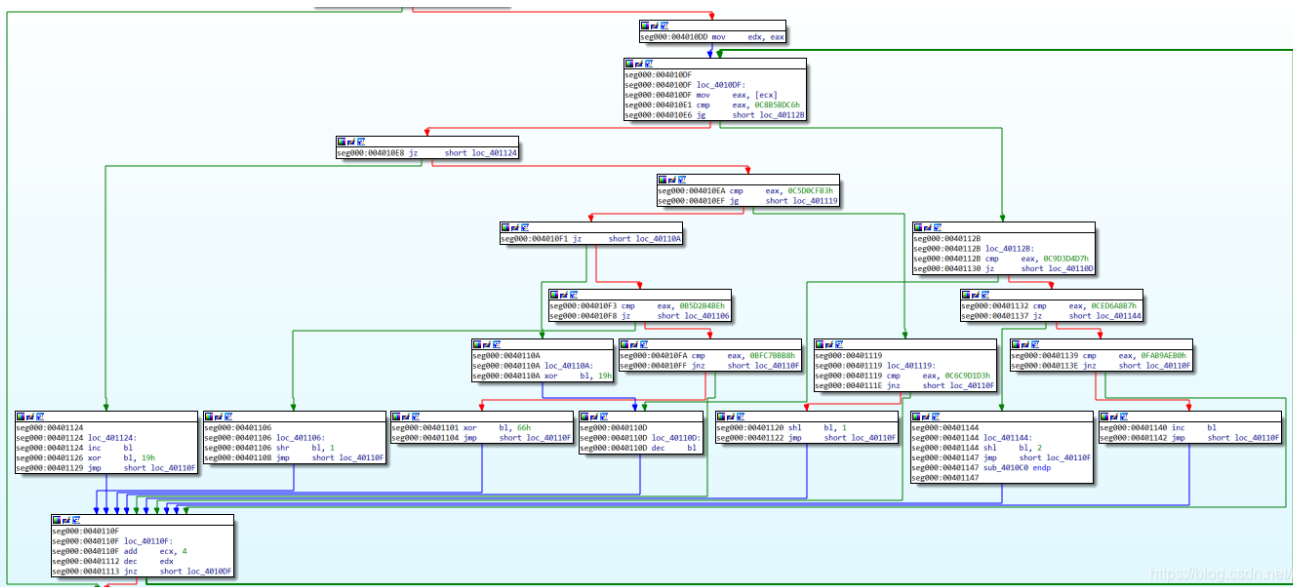 seg000:004010DD mov edx, eax
seg000:004010DF
seg000:004010DF loc_4010DF:
seg000:004010DF mov eax, [ecx]
seg000:004010E1 cmp eax, 0C8B5BDC6h
seg000:004010E6 jg short loc_40112B
seg000:004010E8 jz short loc_401124
seg000:004010EA cmp eax, 0C5D0CFB3h
seg000:004010EF jg short loc_401119
seg000:004010F1 jz short loc_40110A
seg000:0040112B
seg000:0040112B loc_40112B:
seg000:0040112B cmp eax, 0C9D3D4D7h
seg000:00401130 jz short loc_40110D
seg000:004010F3 cmp eax, 0B5D2B4BEh
seg000:004010F8 jz short loc_401106
seg000:00401132 cmp eax, 0CED6A8B7h
seg000:00401137 jz short loc_401144
seg000:0040110A
seg000:0040110A loc_40110A:
seg000:0040110A xor bl, 19h
seg000:004010FA cmp eax, 0BFC7BBB8h
seg000:004010FF jnz short loc_40110F
seg000:00401119
seg000:00401119 loc_401119:
seg000:00401119 cmp eax, 0C6C9D1D3h
seg000:0040111E jnz short loc_40110F
seg000:00401139 cmp eax, 0FAB9AEB0h
seg000:0040113E jnz short loc_40110F
seg000:00401124
seg000:00401124 loc_401124:
seg000:00401124 inc bl
seg000:00401126 xor bl, 19h
seg000:00401129 jmp short loc_40110F
seg000:00401106
seg000:00401106 loc_401106:
seg000:00401106 shr bl, 1
seg000:00401108 jmp short loc_40110F
seg000:00401101 xor bl, 66h
seg000:00401104 jmp short loc_40110F
seg000:0040110D
seg000:0040110D loc_40110D:
seg000:0040110D dec bl
seg000:00401120 shl bl, 1
seg000:00401122 jmp short loc_40110F
seg000:00401144
seg000:00401144 loc_401144:
seg000:00401144 shl bl, 2
seg000:00401147 jmp short loc_40110F
seg000:00401147 sub_4010C0 endp
seg000:00401147
seg000:00401140 inc bl
seg000:00401142 jmp short loc_40110F
seg000:0040110F
seg000:0040110F loc_40110F:
seg000:0040110F add ecx, 4
seg000:00401112 dec edx
seg000:00401113 jnz short loc_4010DF
https://blog.csdn.net/